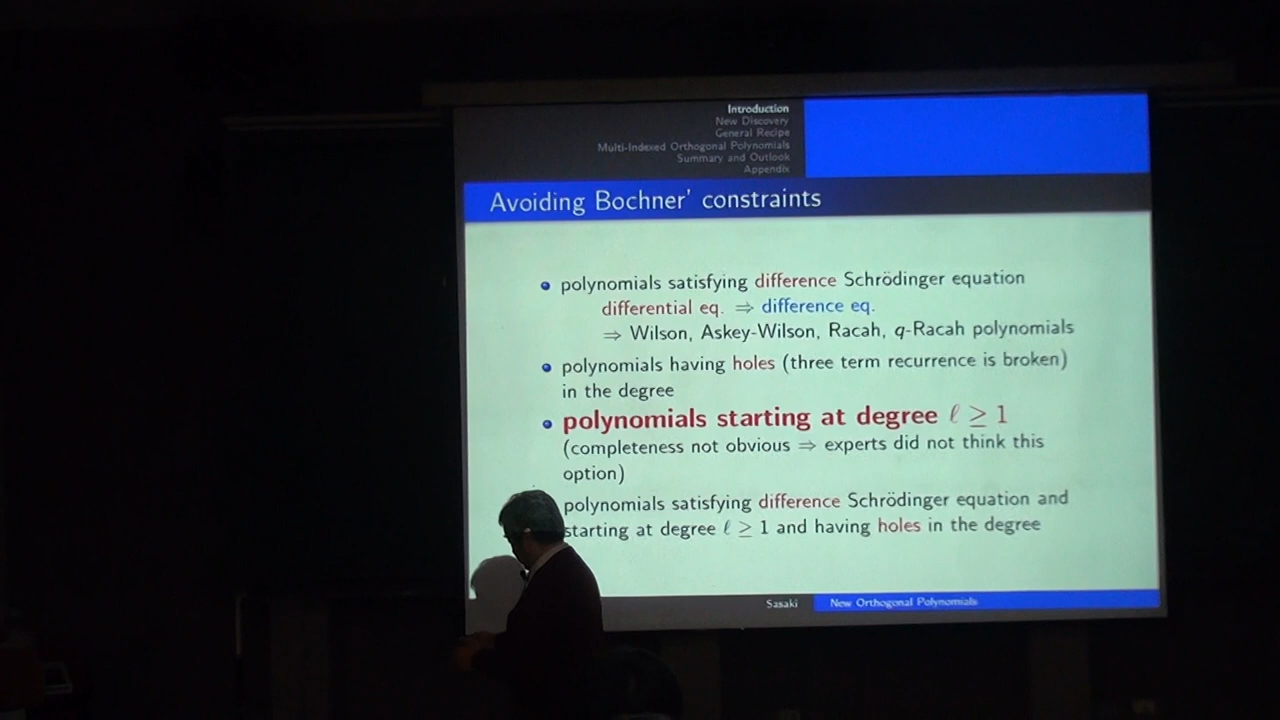 Introduction
New Discovery
General Recipe
Multi-Indexed Orthogonal Polynomials
Summary and Outlook
Appendix
Avoiding Bochner' constraints
polynomials satisfying difference Schrödinger equation
differential eq. ⇒ difference eq.
⇒ Wilson, Askey-Wilson, Racah, q-Racah polynomials
polynomials having holes (three term recurrence is broken)
in the degree
polynomials starting at degree ℓ ≥ 1
(completeness not obvious ⇒ experts did not think this
option)
polynomials satisfying difference Schrödinger equation and
starting at degree ℓ ≥ 1 and having holes in the degree
Sasaki
New Orthogonal Polynomials